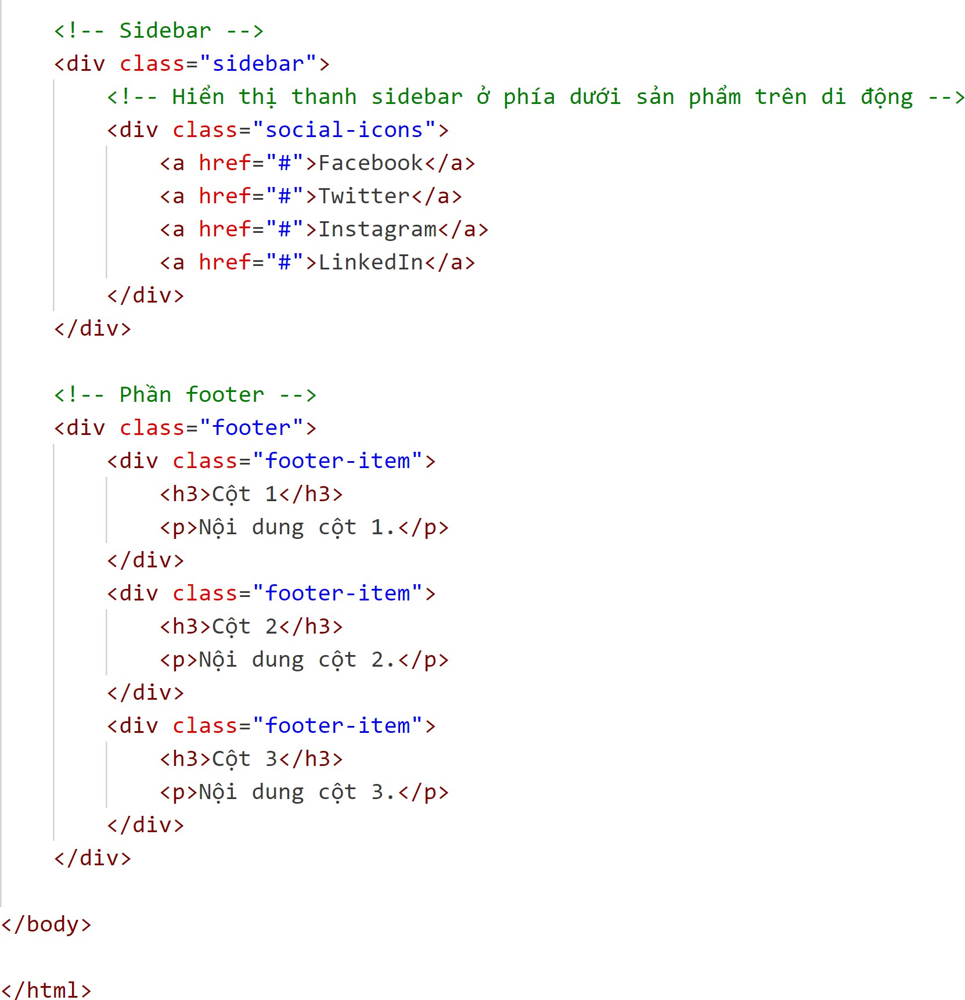 <!-- Sidebar -->
<div class="sidebar">
<!-- Hiển thị thanh sidebar ở phía dưới sản phẩm trên di động -->
<div class="social-icons">
<a href="#">Facebook</a>
<a href="#">Twitter</a>
<a href="#">Instagram</a>
<a href="#">LinkedIn</a>
</div>
</div>
<!-- Phần footer -->
<div class="footer">
<div class="footer-item">
<h3>Cột 1</h3>
<p>Nội dung cột 1.</p>
</div>
<div class="footer-item">
<h3>Cột 2</h3>
<p>Nội dung cột 2.</p>
</div>
<div class="footer-item">
<h3>Cột 3</h3>
<p>Nội dung cột 3.</p>
</div>
</div>
</body>
</html>